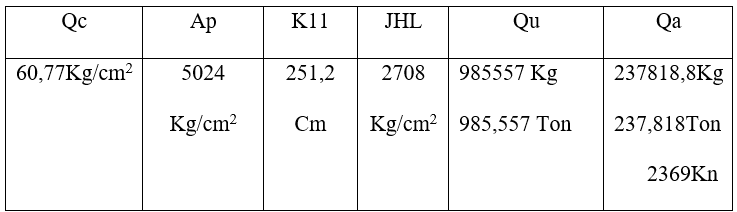 Qc Ap K11 JHL Qu Qa
60,77Kg/cm² 5024 251,2 2708 985557 Kg 237818,8Kg
Kg/cm² Cm Kg/cm² 985,557 Ton 237,818Ton
2369Kn